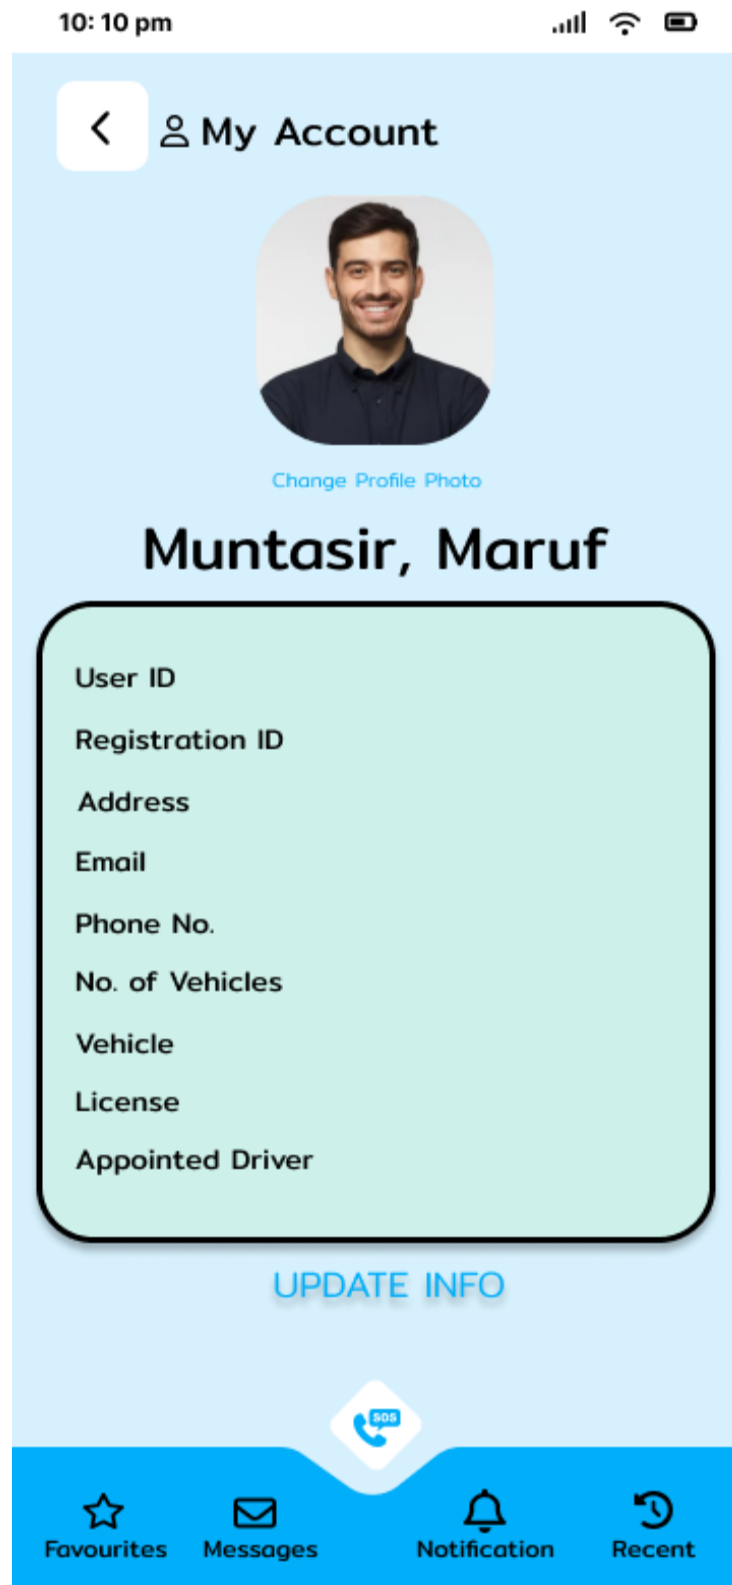 10:10 pm
My Account
Change Profile Photo
Muntasir, Maruf
User ID
Registration ID
Address
Email
Phone No.
No. of Vehicles
Vehicle
License
Appointed Driver
UPDATE INFO
SOS
Favourites Messages Notification Recent